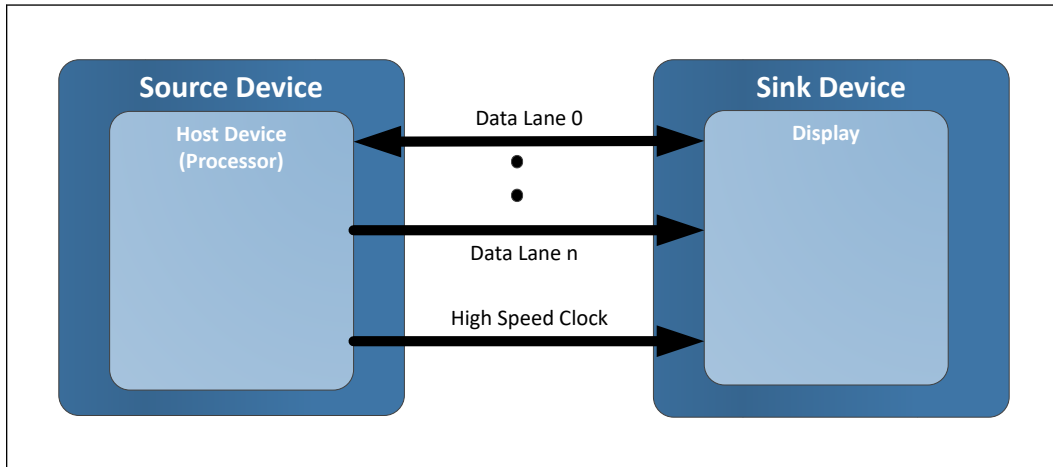 Source Device
Host Device
(Processor)
Data Lane 0
Data Lane n
High Speed Clock
Sink Device
Display